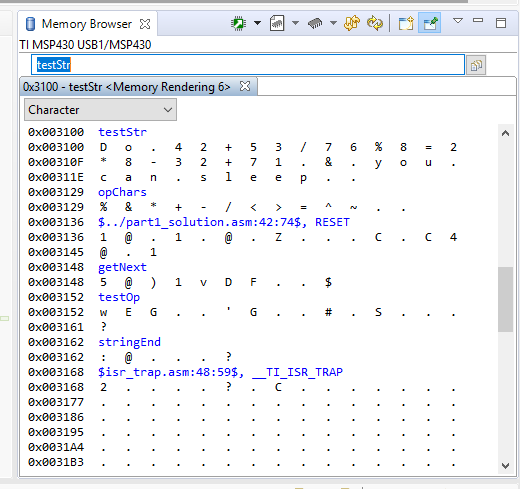 Memory Browser
TI MSP430 USB1/MSP430
testStr
0x3100 - testStr <Memory Rendering 6>
Character
0x003100 testStr
0x003100 D o . 4 2 + 5 3 / 7 6 % 8 = 2
0x00310F * 8 - 3 2 + 7 1 . & . y o u .
0x00311E c a n . s l e e p . .
0x003129 opChars
0x003129 % & * + - / < > = ^ ~ . .
0x003136 $../part1_solution.asm:42:74$, RESET
0x003136 1 @ . 1 . @ . Z . . . C . C 4
0x003145 @ . 1
0x003148 getNext
0x003148 5 @ ) 1 v D F . . $
0x003152 testOp
0x003152 w E G . . ' G . . # . S . . .
0x003161 ?
0x003162 stringEnd
0x003162 : @ . . . ?
0x003168 $isr_trap.asm:48:59$, __TI_ISR_TRAP
0x003168 2 . . . . ? . C . . . . . . .
0x003177 . . . . . . . . . . . . . . .
0x003186 . . . . . . . . . . . . . . .
0x003195 . . . . . . . . . . . . . . .
0x0031A4 . . . . . . . . . . . . . . .
0x0031B3 . . . . . . . . . . . . . . .